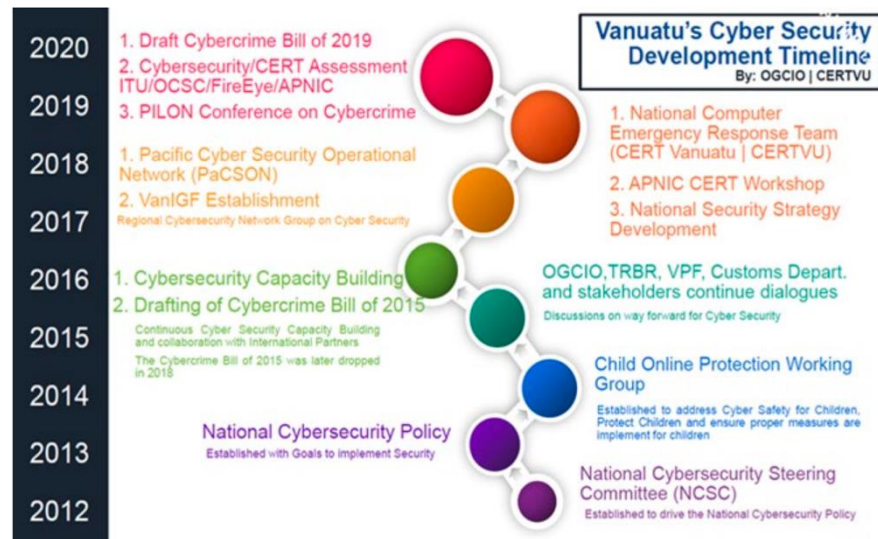 Vanuatu's Cyber Security
Development Timeline
By: OGCIO | CERTVU
2020
1. Draft Cybercrime Bill of 2019
2. Cybersecurity/CERT Assessment
ITU/OCSC/FireEye/APNIC
3. PILON Conference on Cybercrime
2019
1. National Computer
Emergency Response Team
(CERT Vanuatu | CERTVU)
2. APNIC CERT Workshop
3. National Security Strategy
Development
2018
1. Pacific Cyber Security Operational
Network (PaCSON)
2. VanIGF Establishment
Regional Cybersecurity Network Group on Cyber Security
2017
2016
1. Cybersecurity Capacity Building
2. Drafting of Cybercrime Bill of 2015
Continuous Cyber Security Capacity Building
and collaboration with International Partners
The Cybercrime Bill of 2015 was later dropped
in 2018
OGCIO,TRBR, VPF, Customs Depart.
and stakeholders continue dialogues
Discussions on way forward for Cyber Security
2015
2014
Child Online Protection Working
Group
Established to address Cyber Safety for Children,
Protect Children and ensure proper measures are
implement for children
2013
National Cybersecurity Policy
Established with Goals to implement Security
2012
National Cybersecurity Steering
Committee (NCSC)
Established to drive the National Cybersecurity Policy